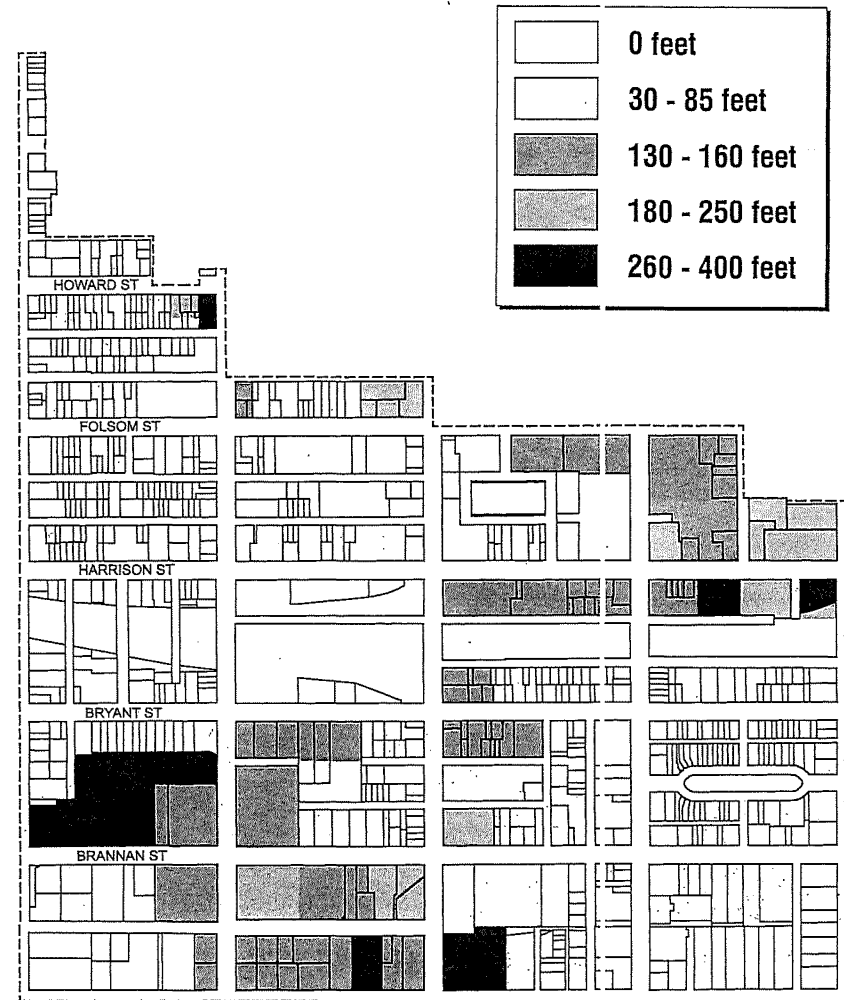 0 feet
30 - 85 feet
130 - 160 feet
180 - 250 feet
260 - 400 feet
HOWARD ST
FOLSOM ST
HARRISON ST
BRYANT ST
BRANNAN ST